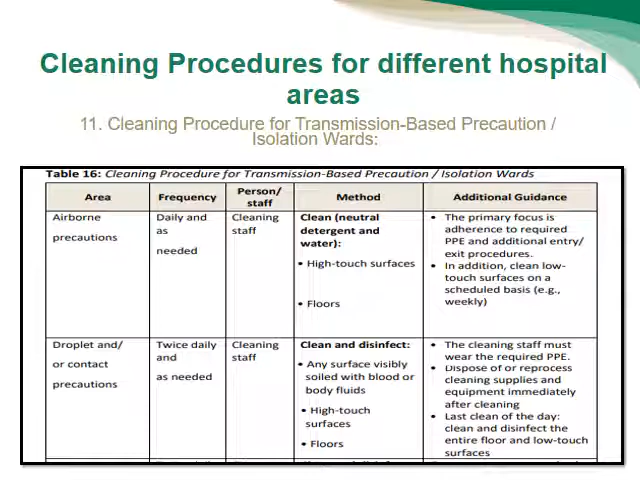 Cleaning Procedures for different hospital
areas
11. Cleaning Procedure for Transmission-Based Precaution /
Isolation Wards:
Table 16: Cleaning Procedure for Transmission-Based Precaution / Isolation Wards
Area
Frequency
Person/
staff
Method
Additional Guidance
Airborne
precautions
Daily and
as
needed
Cleaning
staff
Clean (neutral
detergent and
water):
• High-touch surfaces
• Floors
• The primary focus is
adherence to required
PPE and additional entry/
exit procedures.
• In addition, clean low-
touch surfaces on a
scheduled basis (e.g.,
weekly)
Droplet and/
or contact
precautions
Twice daily
and
as needed
Cleaning
staff
Clean and disinfect:
• Any surface visibly
soiled with blood or
body fluids
• High-touch
surfaces
• Floors
• The cleaning staff must
wear the required PPE.
• Dispose of or reprocess
cleaning supplies and
equipment immediately
after cleaning
• Last clean of the day:
clean and disinfect the
entire floor and low-touch
surfaces